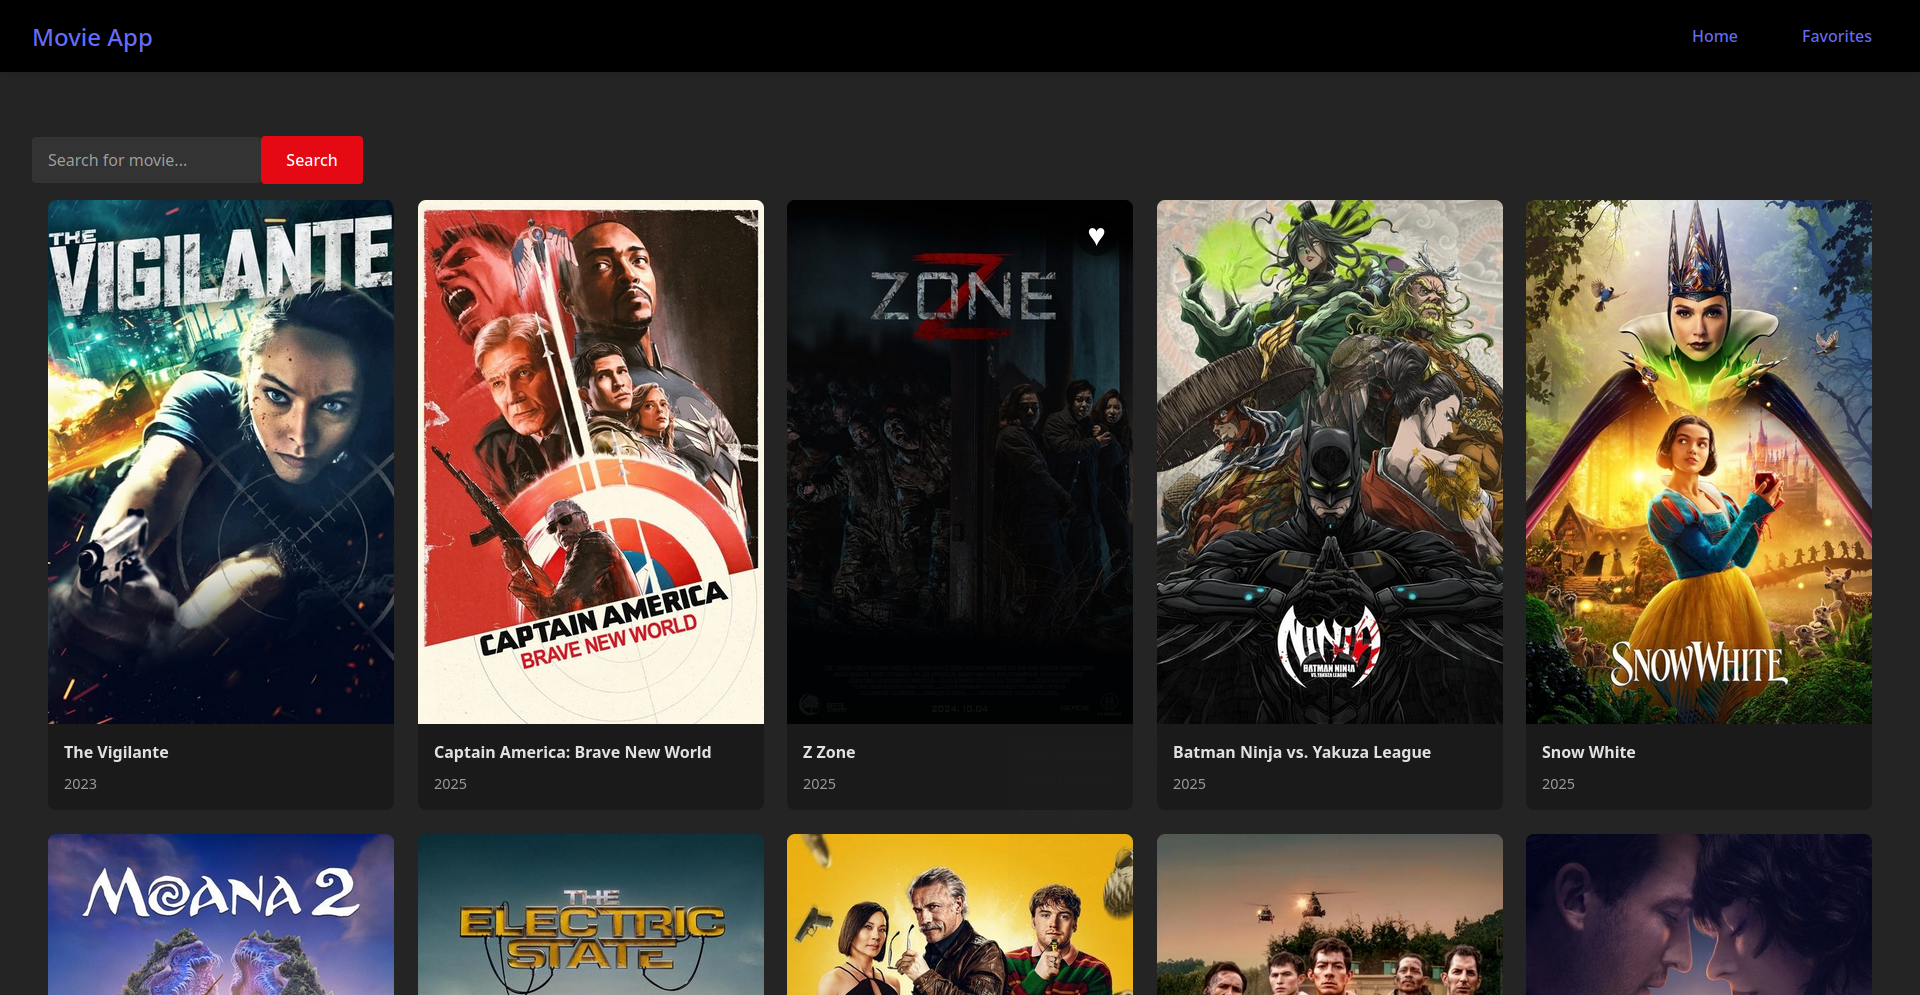 Movie App
Home
Favorites
Search for movie...
Search
THE
VIGILANTE
CAPTAIN AMERICA
BRAVE NEW WORLD
Z
ZONE
2024. 10.04
NINJA
BATMAN NINJA
VS. YAKUZA LEAGUE
SNOW WHITE
The Vigilante
2023
Captain America: Brave New World
2025
Z Zone
2025
Batman Ninja vs. Yakuza League
2025
Snow White
2025
MOANA 2
THE
ELECTRIC
STATE